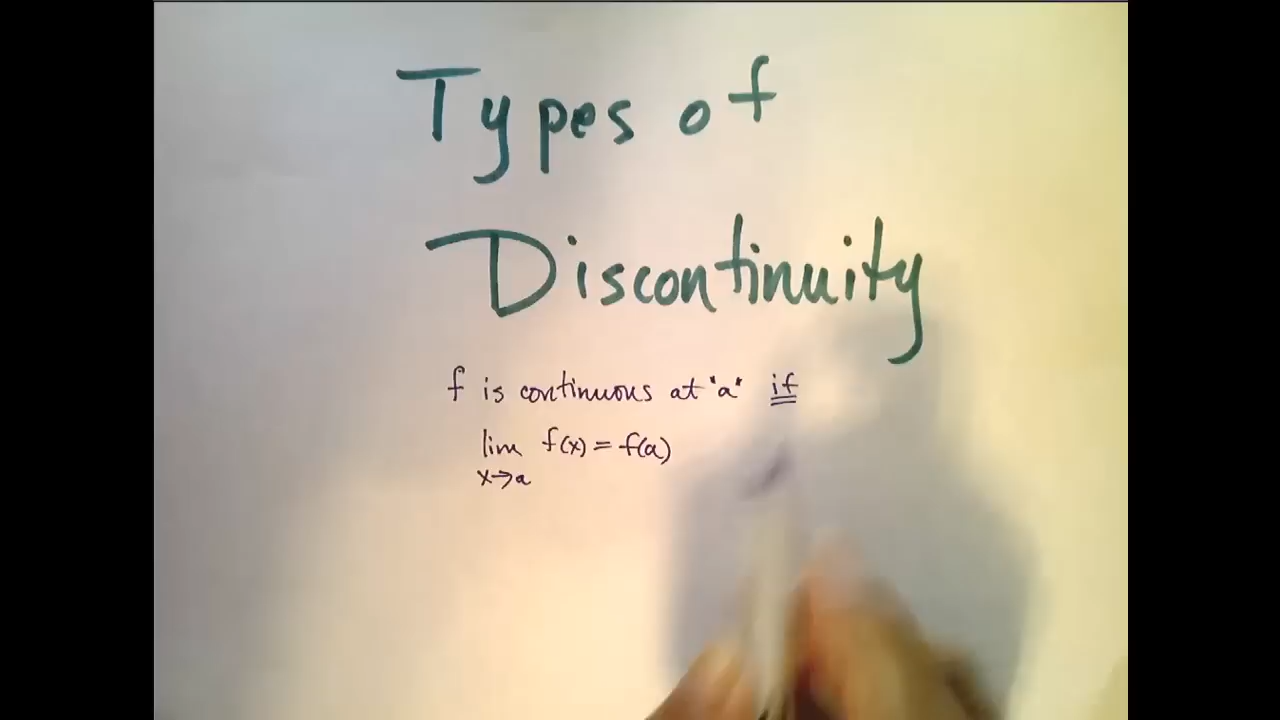 Types of
Discontinuity
f is continuous at "a" if
lim f(x) = f(a)
x→a